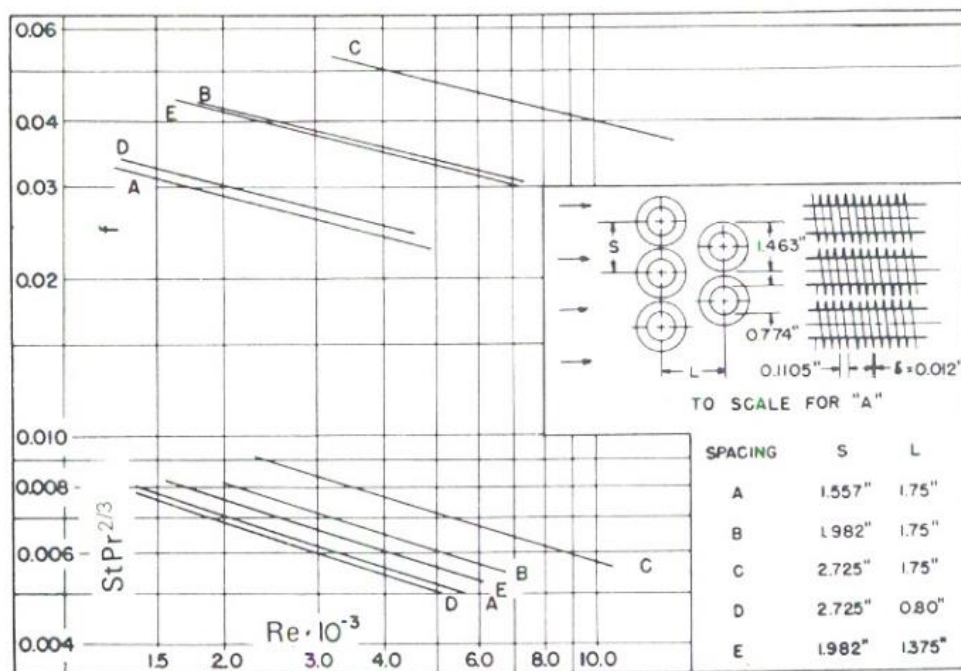 0.06
C
B
0.04
E
D
0.03
A
f
S
1.463"
0.02
0.774"
L
0.1105"
δ=0.012"
TO SCALE FOR "A"
0.010
SPACING S L
0.008
A 1.557" 1.75"
StPr2/3
B 1.982" 1.75"
0.006
B
C
C 2.725" 1.75"
E
D
A
D 2.725" 0.80"
Re·10-3
E 1.982" 1.375"
0.004
1.5 2.0 3.0 4.0 6.0 8.0 10.0